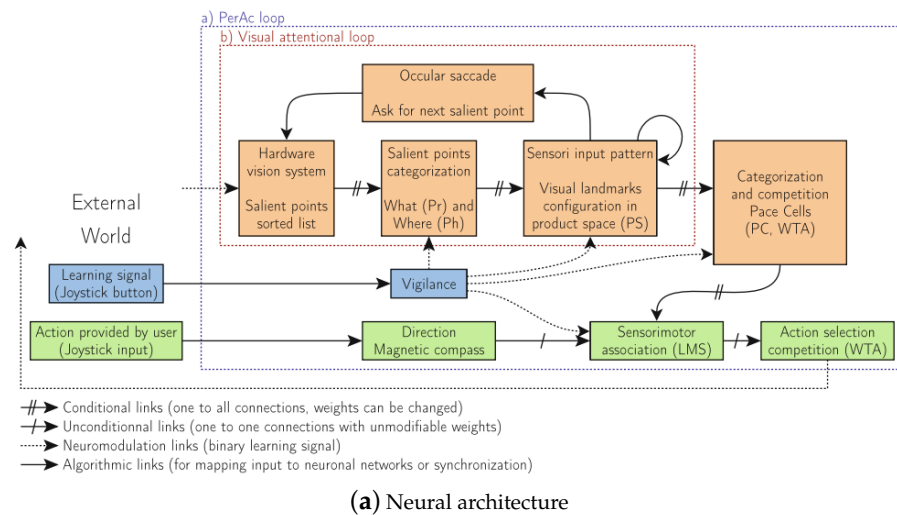 a) PerAc loop
b) Visual attentional loop
Occular saccade
Ask for next salient point
Hardware
vision system
Salient points
sorted list
Salient points
categorization
What (Pr) and
Where (Ph)
Sensori input pattern
Visual landmarks
configuration in
product space (PS)
Categorization
and competition
Pace Cells
(PC, WTA)
External
World
Learning signal
(Joystick button)
Vigilance
Action provided by user
(Joystick input)
Direction
Magnetic compass
Sensorimotor
association (LMS)
Action selection
competition (WTA)
Conditional links (one to all connections, weights can be changed)
Unconditionnal links (one to one connections with unmodifiable weights)
Neuromodulation links (binary learning signal)
Algorithmic links (for mapping input to neuronal networks or synchronization)
(a) Neural architecture